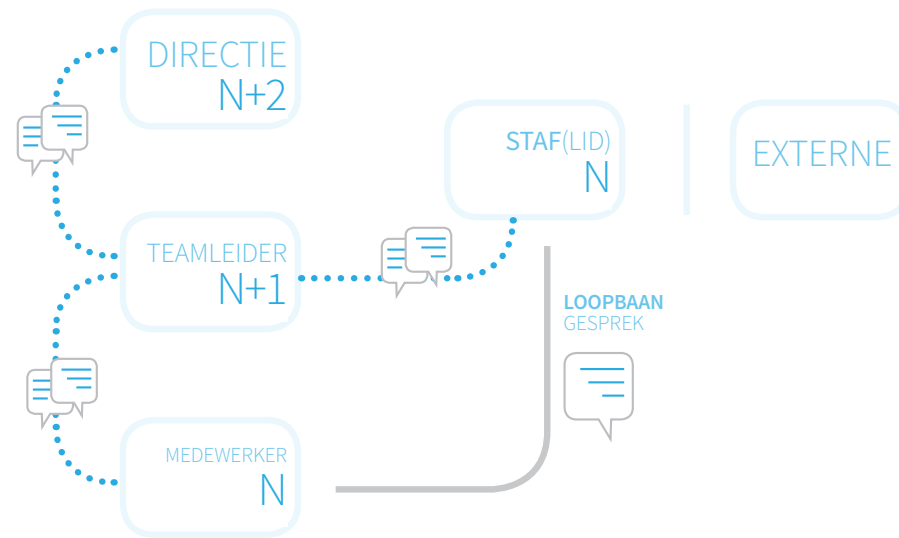 DIRECTIE
N+2
STAF(LID)
N
EXTERNE
TEAMLEIDER
N+1
LOOPBAAN
GESPREK
MEDEWERKER
N